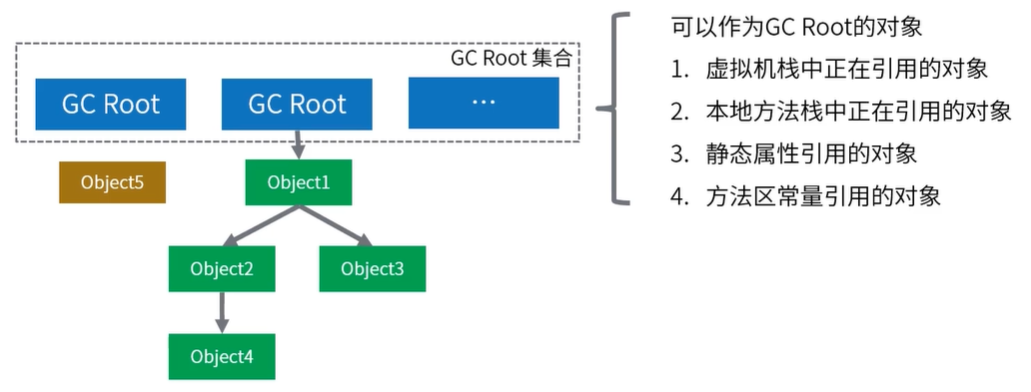 GC Root 集合
GC Root
GC Root
...
Object5
Object1
Object2
Object3
Object4
可以作为GC Root的对象
1. 虚拟机栈中正在引用的对象
2. 本地方法栈中正在引用的对象
3. 静态属性引用的对象
4. 方法区常量引用的对象